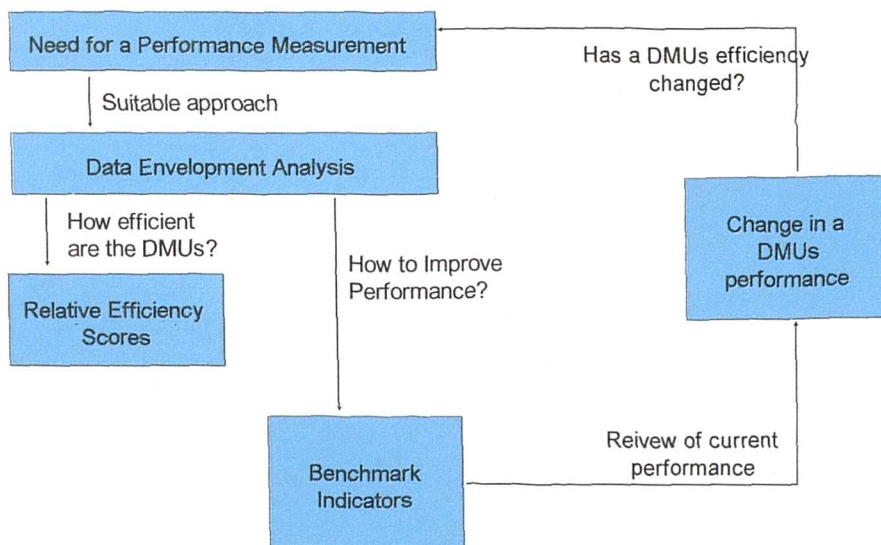 Need for a Performance Measurement
Has a DMUs efficiency
changed?
Suitable approach
Data Envelopment Analysis
How efficient
are the DMUs?
How to Improve
Performance?
Change in a
DMUs
performance
Relative Efficiency
Scores
Benchmark
Indicators
Reivew of current
performance